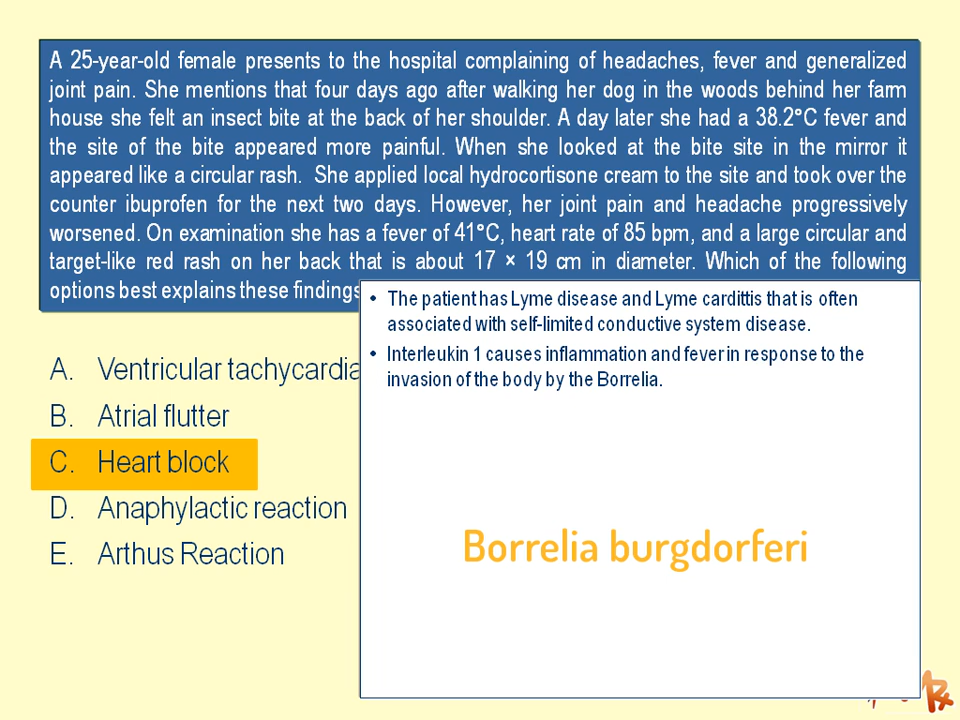 A 25-year-old female presents to the hospital complaining of headaches, fever and generalized
joint pain. She mentions that four days ago after walking her dog in the woods behind her farm
house she felt an insect bite at the back of her shoulder. A day later she had a 38.2°C fever and
the site of the bite appeared more painful. When she looked at the bite site in the mirror it
appeared like a circular rash. She applied local hydrocortisone cream to the site and took over the
counter ibuprofen for the next two days. However, her joint pain and headache progressively
worsened. On examination she has a fever of 41°C, heart rate of 85 bpm, and a large circular and
target-like red rash on her back that is about 17 × 19 cm in diameter. Which of the following
options best explains these findings
• The patient has Lyme disease and Lyme cardittis that is often
associated with self-limited conductive system disease.
• Interleukin 1 causes inflammation and fever in response to the
invasion of the body by the Borrelia.
A. Ventricular tachycardia
B. Atrial flutter
C. Heart block
D. Anaphylactic reaction
E. Arthus Reaction
Borrelia burgdorferi